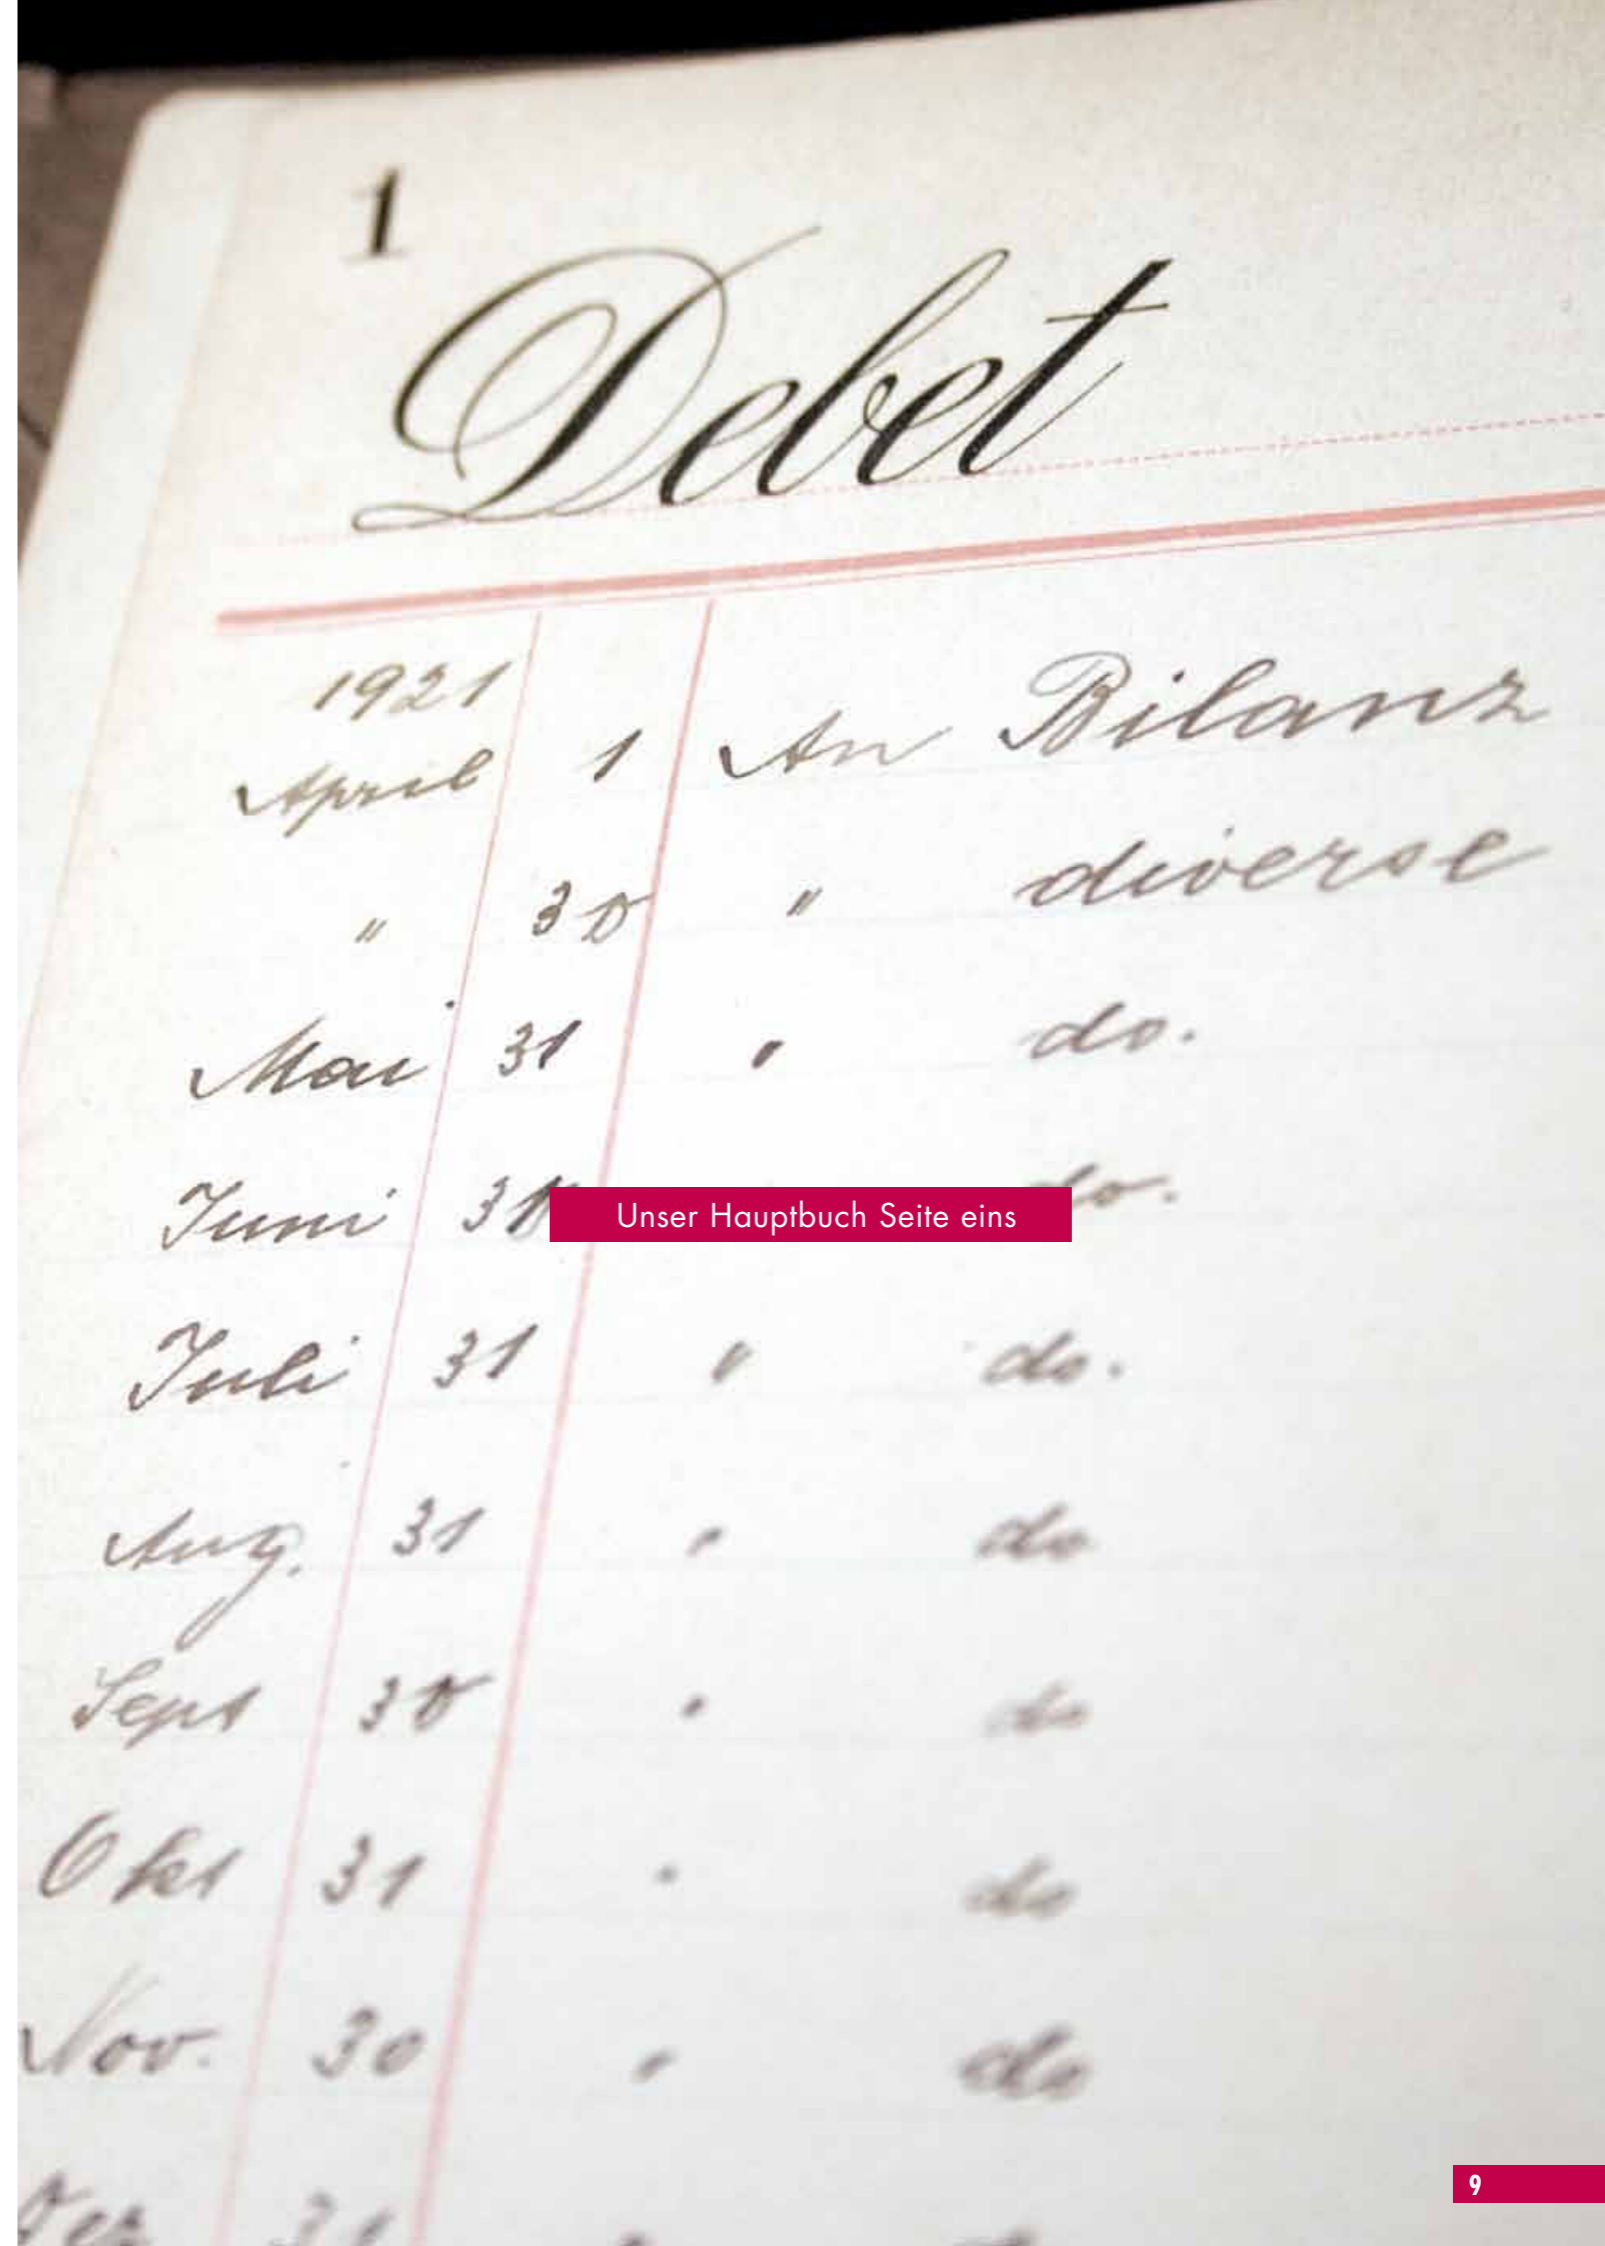 1
Debet
1921
April 1 An Bilanz
" 30 " diverse
Mai 31 " do.
Juni do.
Unser Hauptbuch Seite eins
Juli 31 " do.
Aug. 31 " do
Sept 30 " do
Okt 31 " do
Nov. 30 " do
Dez 31
9